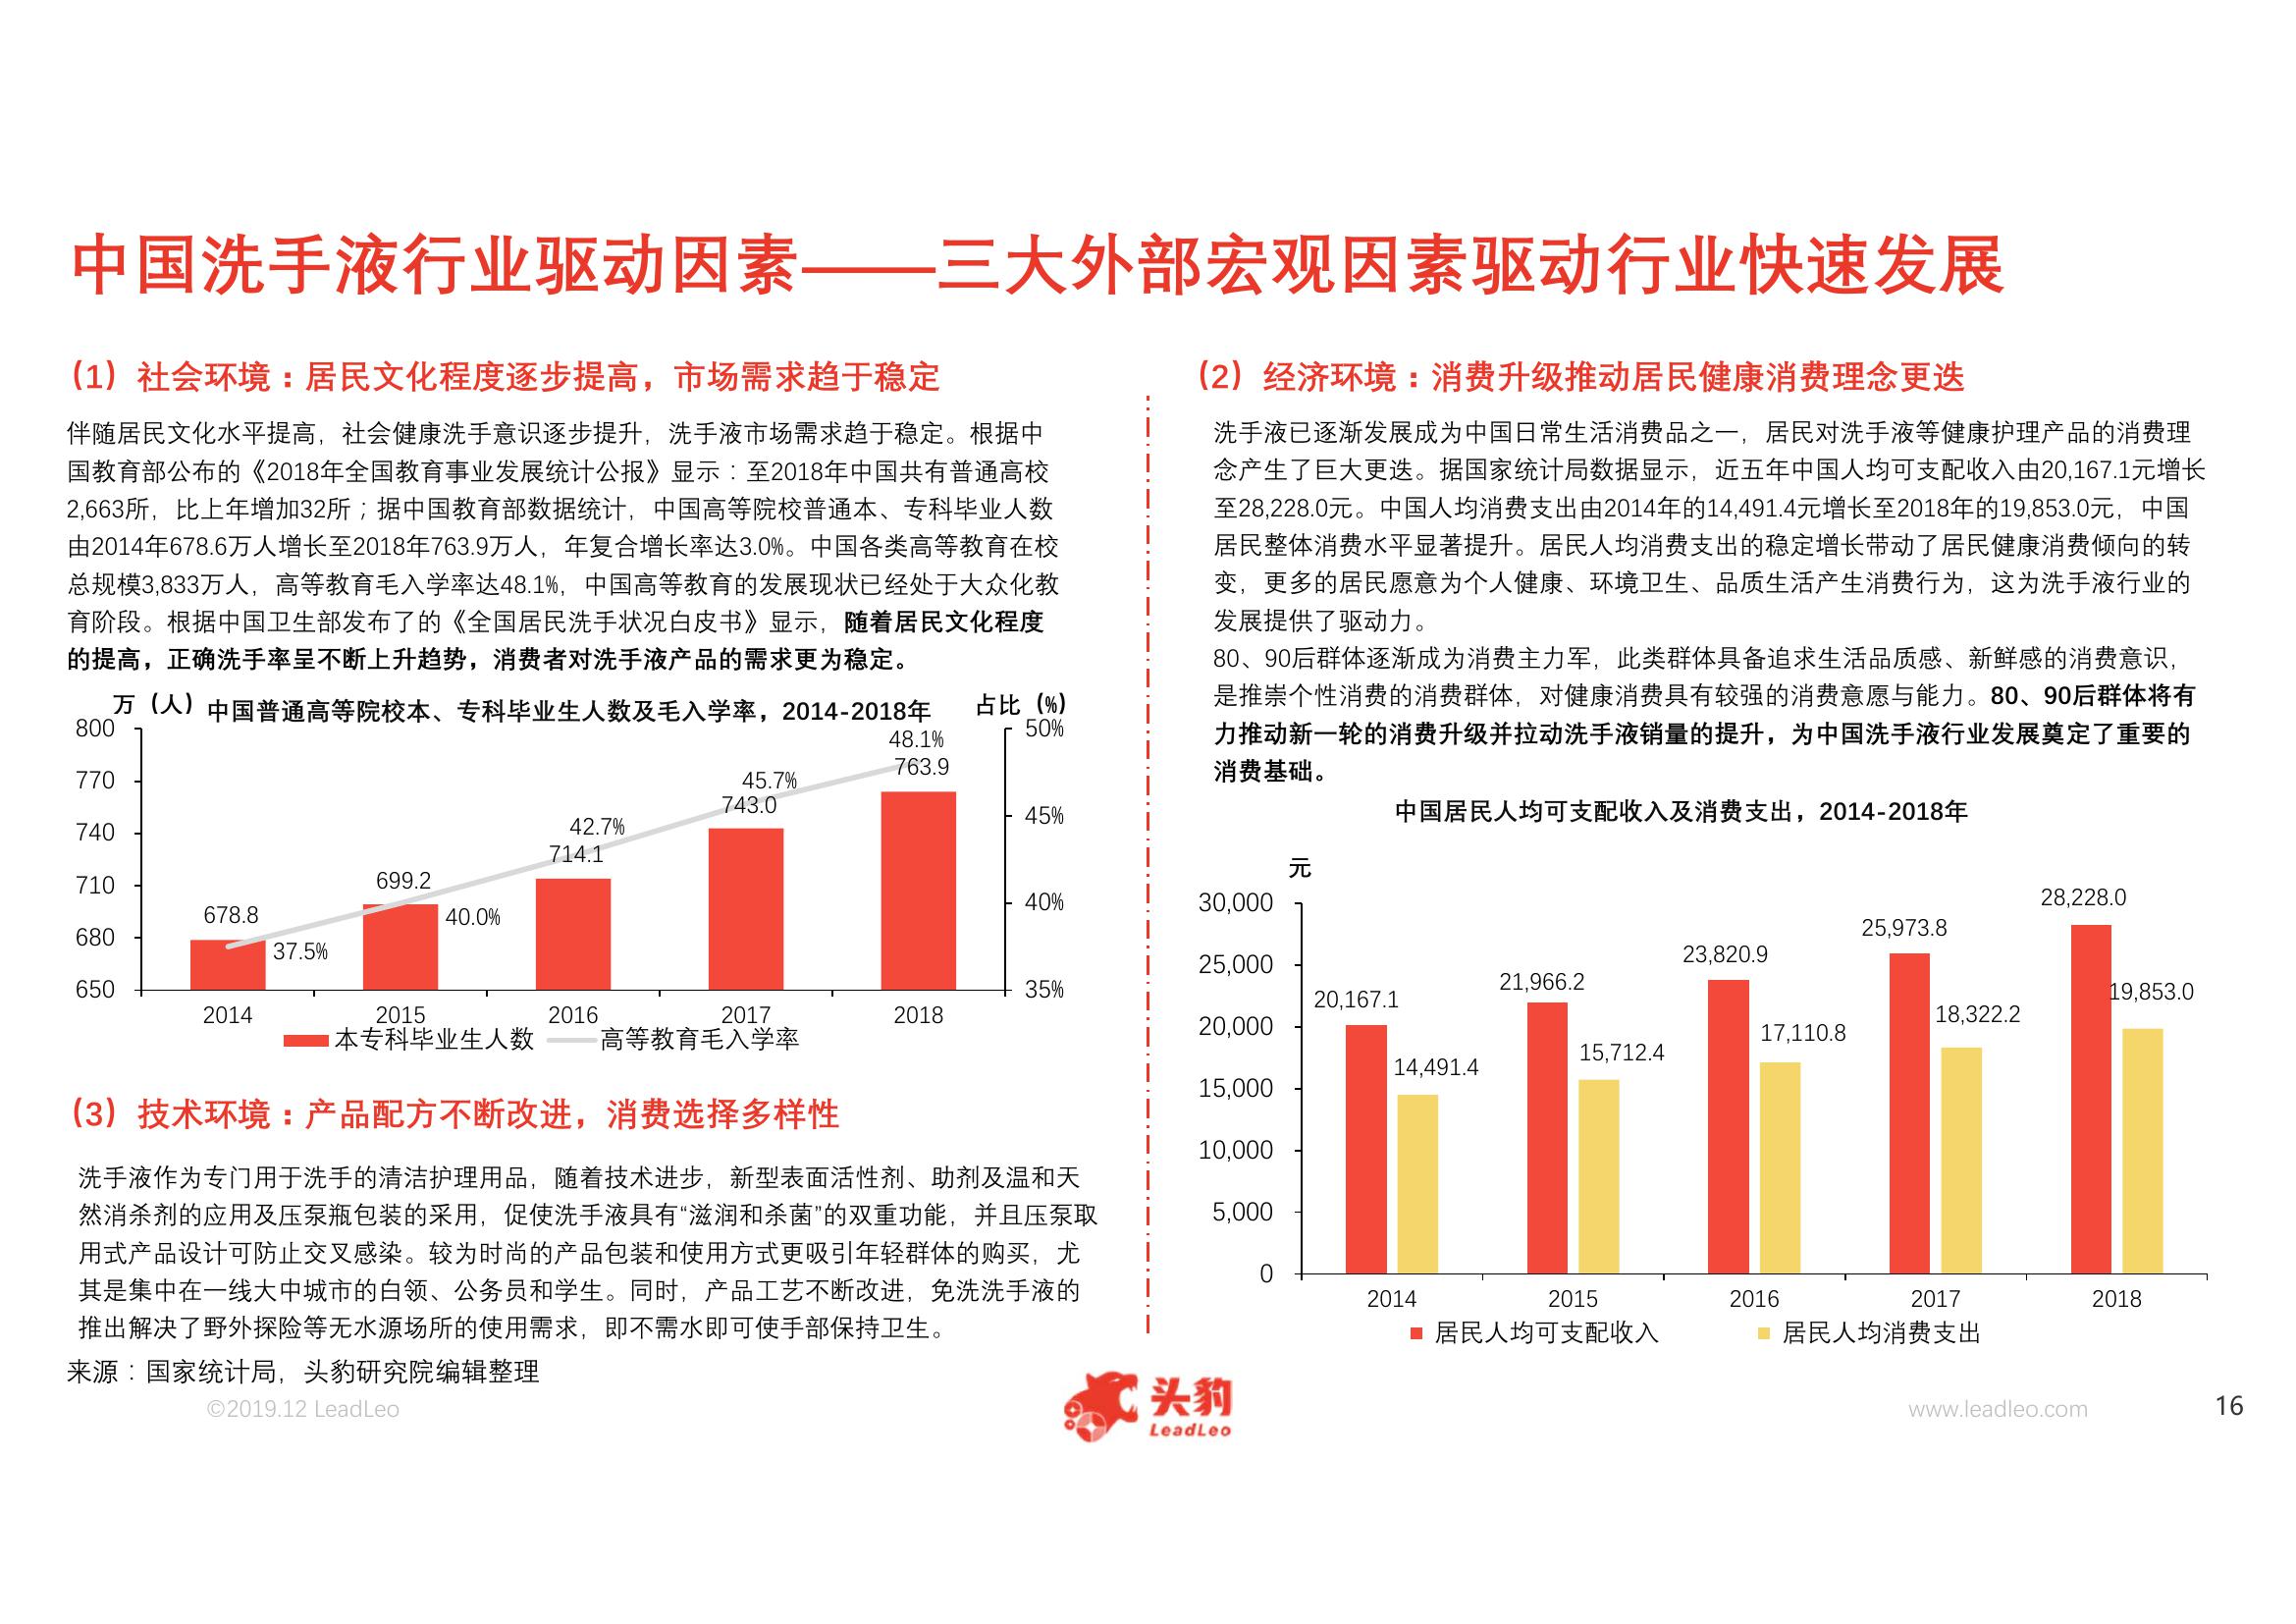 中国洗手液行业驱动因素——三大外部宏观因素驱动行业快速发展
（1）社会环境：居民文化程度逐步提高，市场需求趋于稳定
伴随居民文化水平提高，社会健康洗手意识逐步提升，洗手液市场需求趋于稳定。根据中
国教育部公布的《2018年全国教育事业发展统计公报》显示：至2018年中国共有普通高校
2,663所，比上年增加32所；据中国教育部数据统计，中国高等院校普通本、专科毕业人数
由2014年678.6万人增长至2018年763.9万人，年复合增长率达3.0%。中国各类高等教育在校
总规模3,833万人，高等教育毛入学率达48.1%，中国高等教育的发展现状已经处于大众化教
育阶段。根据中国卫生部发布了的《全国居民洗手状况白皮书》显示，随着居民文化程度
的提高，正确洗手率呈不断上升趋势，消费者对洗手液产品的需求更为稳定。
万（人）
中国普通高等院校本、专科毕业生人数及毛入学率，2014-2018年
占比（%）
800
770
740
710
680
650
50%
45%
40%
35%
678.8
699.2
714.1
743.0
763.9
37.5%
40.0%
42.7%
45.7%
48.1%
2014 2015 2016 2017 2018
本专科毕业生人数 高等教育毛入学率
（3）技术环境：产品配方不断改进，消费选择多样性
洗手液作为专门用于洗手的清洁护理用品，随着技术进步，新型表面活性剂、助剂及温和天
然消杀剂的应用及压泵瓶包装的采用，促使洗手液具有“滋润和杀菌”的双重功能，并且压泵取
用式产品设计可防止交叉感染。较为时尚的产品包装和使用方式更吸引年轻群体的购买，尤
其是集中在一线大中城市的白领、公务员和学生。同时，产品工艺不断改进，免洗洗手液的
推出解决了野外探险等无水源场所的使用需求，即不需水即可使手部保持卫生。
来源：国家统计局，头豹研究院编辑整理
（2）经济环境：消费升级推动居民健康消费理念更迭
洗手液已逐渐发展成为中国日常生活消费品之一，居民对洗手液等健康护理产品的消费理
念产生了巨大更迭。据国家统计局数据显示，近五年中国人均可支配收入由20,167.1元增长
至28,228.0元。中国人均消费支出由2014年的14,491.4元增长至2018年的19,853.0元，中国
居民整体消费水平显著提升。居民人均消费支出的稳定增长带动了居民健康消费倾向的转
变，更多的居民愿意为个人健康、环境卫生、品质生活产生消费行为，这为洗手液行业的
发展提供了驱动力。
80、90后群体逐渐成为消费主力军，此类群体具备追求生活品质感、新鲜感的消费意识，
是推崇个性消费的消费群体，对健康消费具有较强的消费意愿与能力。80、90后群体将有
力推动新一轮的消费升级并拉动洗手液销量的提升，为中国洗手液行业发展奠定了重要的
消费基础。
中国居民人均可支配收入及消费支出，2014-2018年
元
30,000
25,000
20,000
15,000
10,000
5,000
0
20,167.1
14,491.4
21,966.2
15,712.4
23,820.9
17,110.8
25,973.8
18,322.2
28,228.0
19,853.0
2014 2015 2016 2017 2018
居民人均可支配收入 居民人均消费支出
©2019.12 LeadLeo
头豹
LeadLeo
www.leadleo.com
16